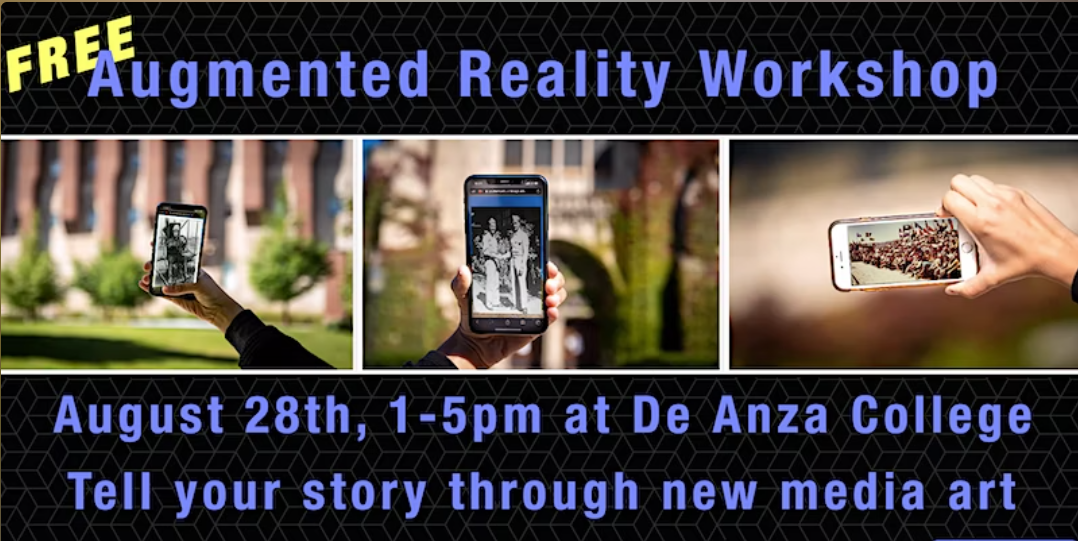 FREE
Augmented Reality Workshop
August 28th, 1-5pm at De Anza College
Tell your story through new media art